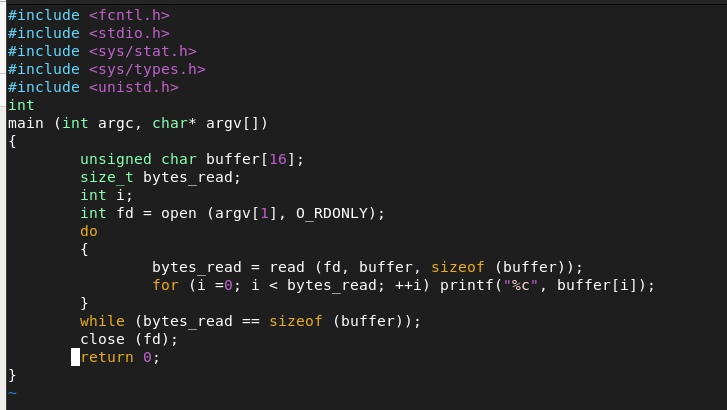 #include <fcntl.h>
#include <stdio.h>
#include <sys/stat.h>
#include <sys/types.h>
#include <unistd.h>
int
main (int argc, char* argv[])
{
        unsigned char buffer[16];
        size_t bytes_read;
        int i;
        int fd = open (argv[1], O_RDONLY);
        do
        {
                bytes_read = read (fd, buffer, sizeof (buffer));
                for (i =0; i < bytes_read; ++i) printf("%c", buffer[i]);
        }
        while (bytes_read == sizeof (buffer));
        close (fd);
        return 0;
}
~